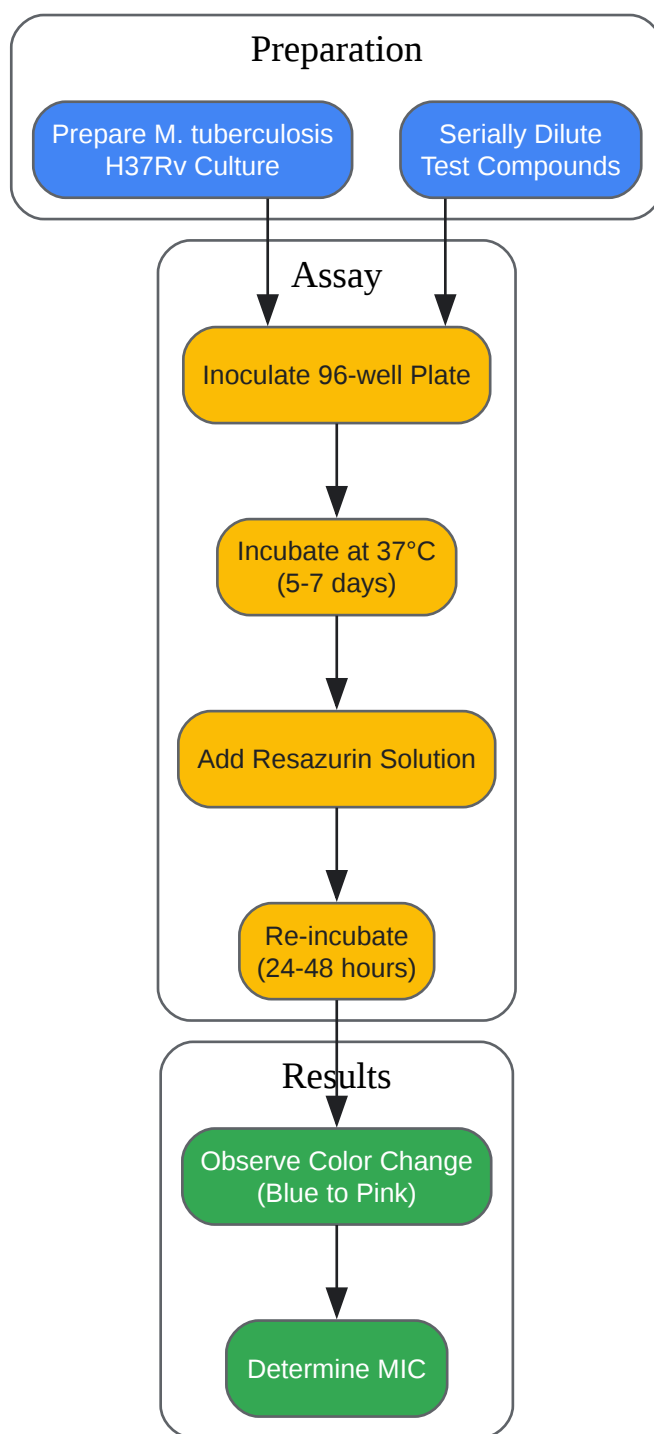 Preparation
Prepare M. tuberculosis
H37Rv Culture
Serially Dilute
Test Compounds
Assay
Inoculate 96-well Plate
Incubate at 37°C
(5-7 days)
Add Resazurin Solution
Re-incubate
(24-48 hours)
Results
Observe Color Change
(Blue to Pink)
Determine MIC